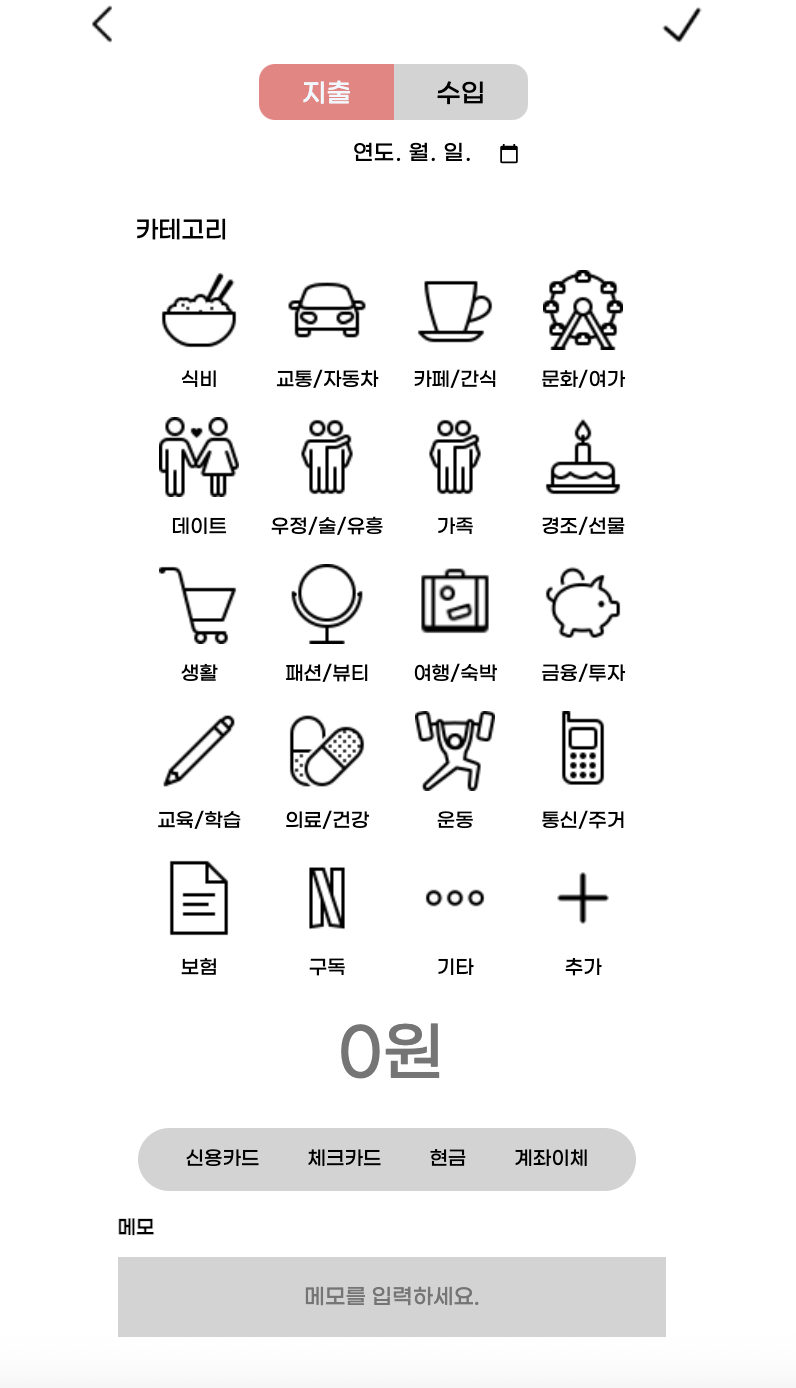 지출 수입
연도. 월. 일.
카테고리
식비 교통/자동차 카페/간식 문화/여가
데이트 우정/술/유흥 가족 경조/선물
생활 패션/뷰티 여행/숙박 금융/투자
교육/학습 의료/건강 운동 통신/주거
보험 구독 기타 추가
0원
신용카드 체크카드 현금 계좌이체
메모
메모를 입력하세요.